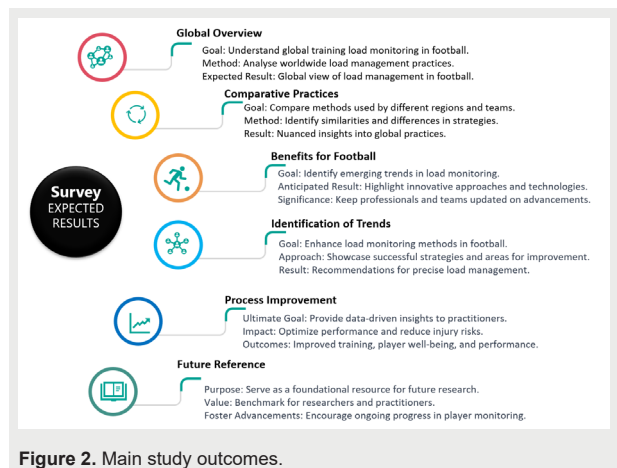 Global Overview
Goal: Understand global training load monitoring in football.
Method: Analyse worldwide load management practices.
Expected Result: Global view of load management in football.
Comparative Practices
Goal: Compare methods used by different regions and teams.
Method: Identify similarities and differences in strategies.
Result: Nuanced insights into global practices.
Benefits for Football
Goal: Identify emerging trends in load monitoring.
Anticipated Result: Highlight innovative approaches and technologies.
Significance: Keep professionals and teams updated on advancements.
Survey
EXPECTED
RESULTS
Identification of Trends
Goal: Enhance load monitoring methods in football.
Approach: Showcase successful strategies and areas for improvement.
Result: Recommendations for precise load management.
Process Improvement
Ultimate Goal: Provide data-driven insights to practitioners.
Impact: Optimize performance and reduce injury risks.
Outcomes: Improved training, player well-being, and performance.
Future Reference
Purpose: Serve as a foundational resource for future research.
Value: Benchmark for researchers and practitioners.
Foster Advancements: Encourage ongoing progress in player monitoring.
Figure 2. Main study outcomes.